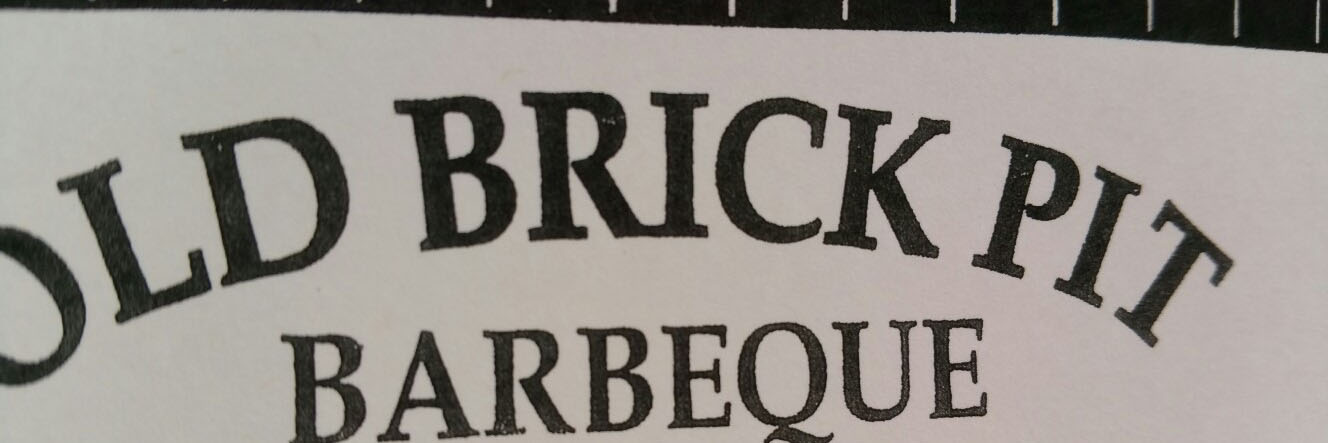 OLD BRICK PIT
BARBEQUE